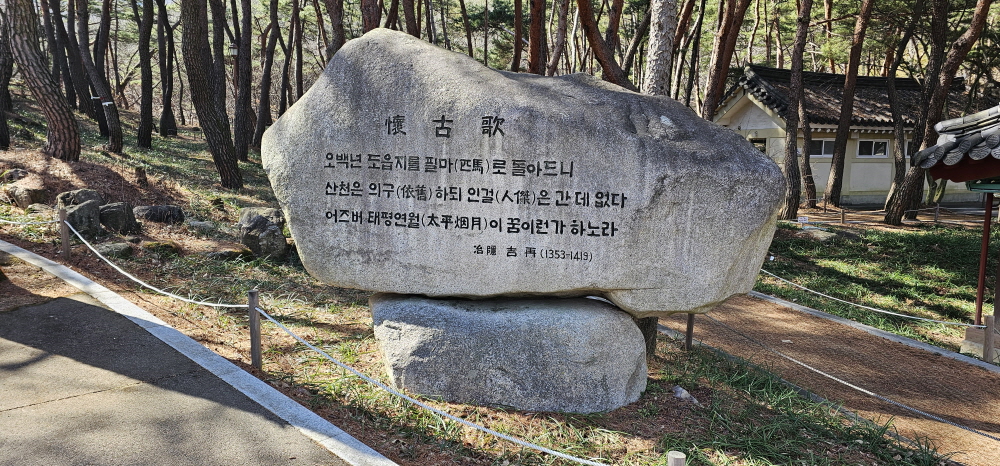 懷古歌
오백년 도읍지를 필마(匹馬)로 돌아드니
산천은 의구(依舊)하되 인걸(人傑)은 간 데 없다
어즈버 태평연월(太平烟月)이 꿈이런가 하노라
冶隱 吉再 (1353-1419)